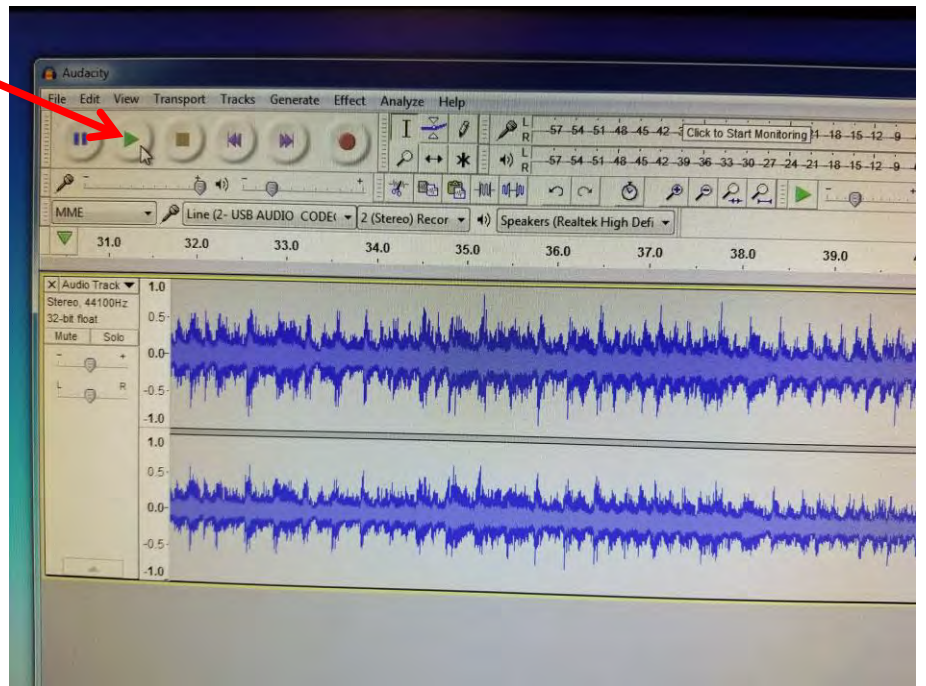 Audacity
File Edit View Transport Tracks Generate Effect Analyze Help
L R -57 -54 -51 -48 -45 -42 Click to Start Monitoring -18 -15 -12 -9
L R -57 -54 -51 -48 -45 -42 -39 -36 -33 -30 -27 -24 -21 -18 -15 -12 -9
- + - +
MME Line (2- USB AUDIO CODEC 2 (Stereo) Recor Speakers (Realtek High Defi
31.0 32.0 33.0 34.0 35.0 36.0 37.0 38.0 39.0
X Audio Track 1.0
Stereo, 44100Hz
32-bit float 0.5
Mute Solo
- + 0.0
L R -0.5
-1.0
1.0
0.5
0.0
-0.5
-1.0